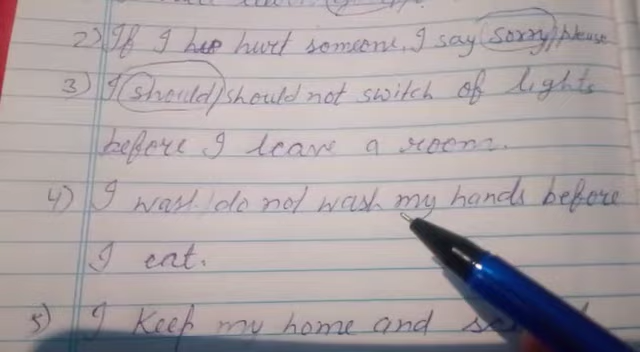 2) If I hurt someone, I say sorry/please
3) I should/should not switch of lights
before I leave a room.
4) I wash/do not wash my hands before
I eat.
5) I keep my home and